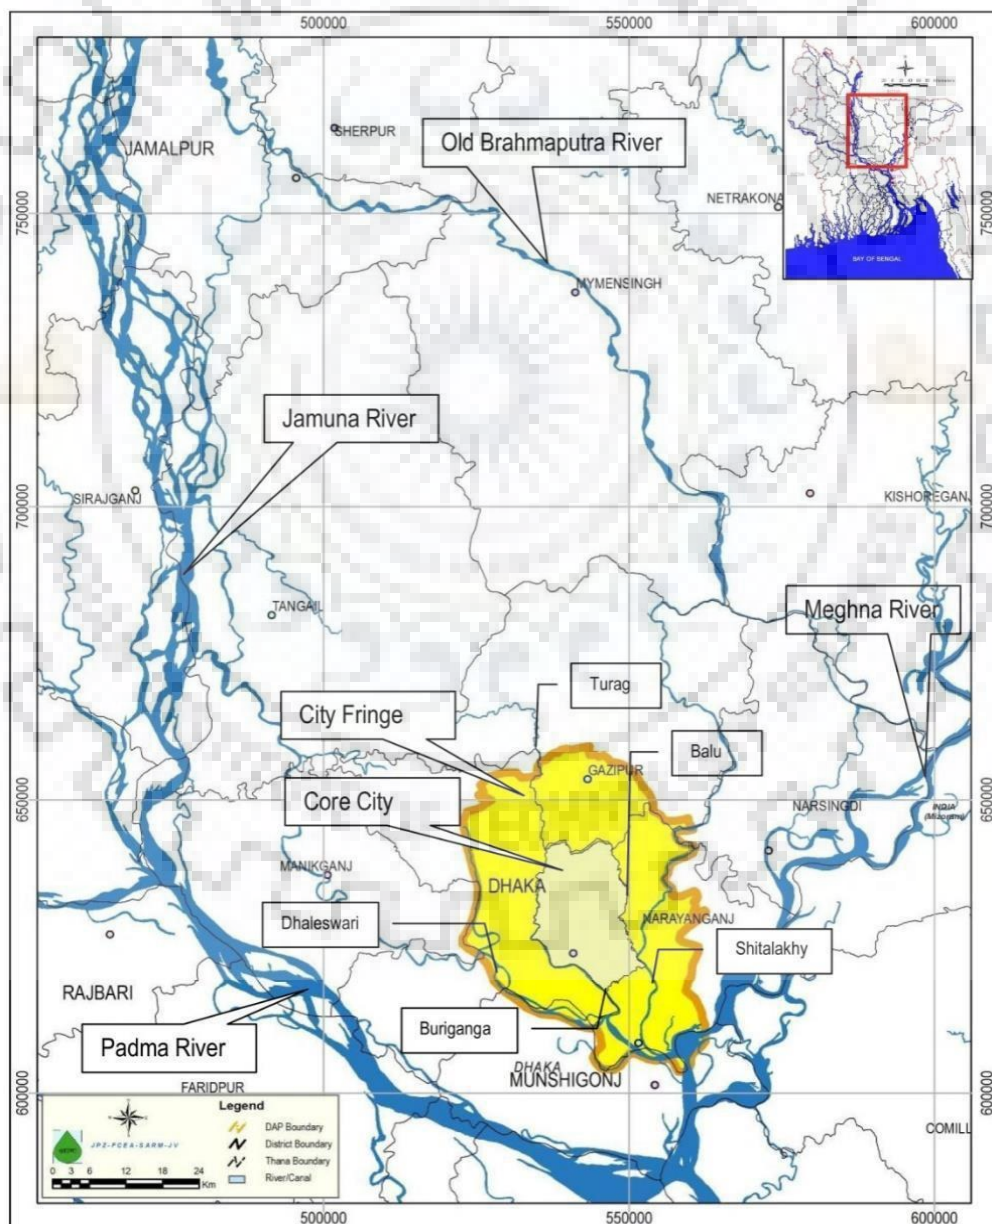 500000
550000
600000
SHERPUR
JAMALPUR
Old Brahmaputra River
NETRAKONA
750000
750000
BAY OF BENGAL
MYMENSINGH
Jamuna River
SIRAJGANJ
KISHOREGANJ
700000
700000
TANGAIL
Meghna River
Turag
City Fringe
Balu
GAZIPUR
Core City
650000
650000
NARSINGDI
INDIA
(Mizoram)
MANIKGANJ
DHAKA
Dhaleswari
NARAYANGANJ
Shitalakhy
RAJBARI
Buriganga
Padma River
DHAKA
MUNSHIGONJ
FARIDPUR
600000
600000
COMILL
Legend
DAP Boundary
JPZ-PCEA-SARM-JV
District Boundary
Thana Boundary
River/Canal
0 3 6 12 18 24
Km
500000
550000
600000